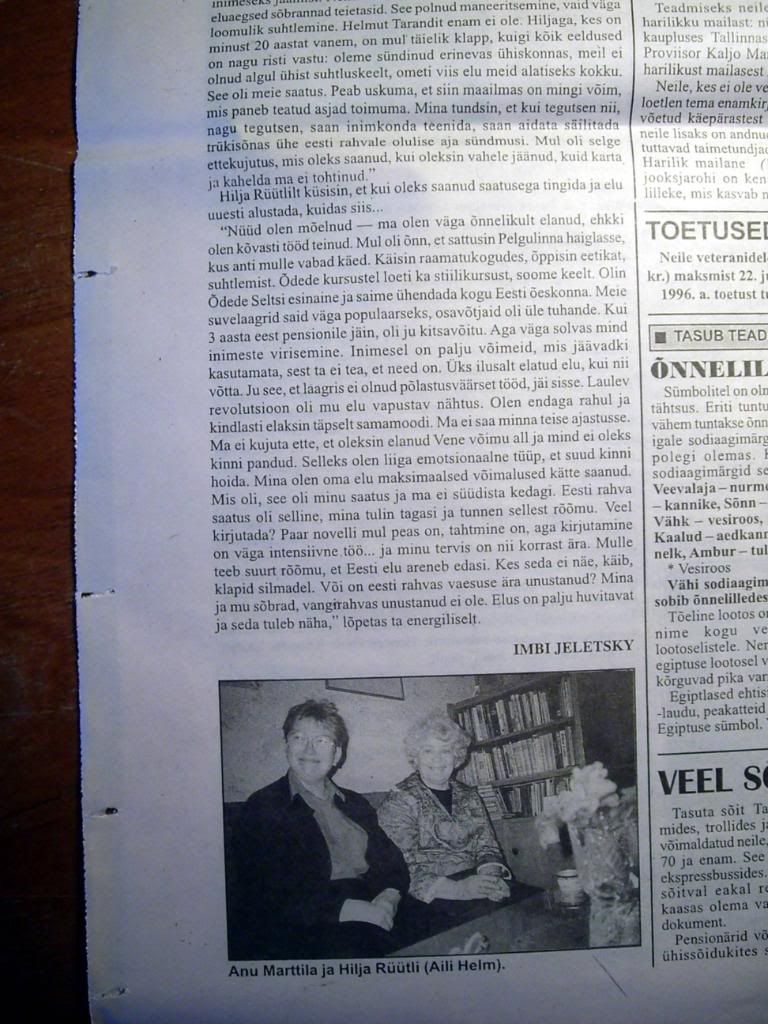 eluaegsed sõbrannad teietasid. See polnud maneeritsemine, vaid väga
loomulik suhtlemine. Helmut Tarandit enam ei ole. Hiljaga, kes on
minust 20 aastat vanem, on mul täielik klapp, kuigi kõik eeldused
on nagu risti vastu: oleme sündinud erinevas ühiskonnas, meil ei
olnud algul ühist suhtluskeelt, ometi viis elu meid alatiseks kokku.
See oli meie saatus. Peab uskuma, et siin maailmas on mingi võim,
mis paneb teatud asjad toimuma. Mina tundsin, et kui tegutsen nii,
nagu tegutsen, saan inimkonda teenida, saan aidata säilitada
trükisõnas ühe eesti rahvale olulise aja sündmusi. Mul oli selge
ettekujutus, mis oleks saanud, kui oleksin vahele jäänud, kuid karta
ja kahelda ma ei tohtinud.”
Hilja Rüütlilt küsisin, et kui oleks saanud saatusega tingida ja elu
uuesti alustada, kuidas siis...
“Nüüd olen mõelnud — ma olen väga õnnelikult elanud, ehkki
olen kõvasti tööd teinud. Mul oli õnn, et sattusin Pelgulinna haiglasse,
kus anti mulle vabad käed. Käisin raamatukogudes, õppisin eetikat,
suhtlemist. Õdede kursustel loeti ka stiilikursust, soome keelt. Olin
Õdede Seltsi esinaine ja saime ühendada kogu Eesti õeskonna. Meie
suvelaagrid said väga populaarseks, osavõtjaid oli üle tuhande. Kui
3 aasta eest pensionile jäin, oli ju kitsavõitu. Aga väga solvas mind
inimeste virisemine. Inimesel on palju võimeid, mis jäävadki
kasutamata, sest ta ei tea, et need on. Üks ilusalt elatud elu, kui nii
võtta. Ju see, et laagris ei olnud põlastusväärset tööd, jäi sisse. Laulev
revolutsioon oli mu elu vapustav nähtus. Olen endaga rahul ja
kindlasti elaksin täpselt samamoodi. Ma ei saa minna teise ajastusse.
Ma ei kujuta ette, et oleksin elanud Vene võimu all ja mind ei oleks
kinni pandud. Selleks olen liiga emotsionaalne tüüp, et suud kinni
hoida. Mina olen oma elu maksimaalsed võimalused kätte saanud.
Mis oli, see oli minu saatus ja ma ei süüdista kedagi. Eesti rahva
saatus oli selline, mina tulin tagasi ja tunnen sellest rõõmu. Veel
kirjutada? Paar novelli mul peas on, tahtmine on, aga kirjutamine
on väga intensiivne töö... ja minu tervis on nii korrast ära. Mulle
teeb suurt rõõmu, et Eesti elu areneb edasi. Kes seda ei näe, käib,
klapid silmadel. Või on eesti rahvas vaesuse ära unustanud? Mina
ja mu sõbrad, vangirahvas unustanud ei ole. Elus on palju huvitavat
ja seda tuleb näha,” lõpetas ta energiliselt.
IMBI JELETSKY
Anu Marttila ja Hilja Rüütli (Aili Helm).
Teadmiseks neile
harilikku mailast: ni
kaupluses Tallinnas
Proviisor Kaljo Ma
harilikust mailasest
Neile, kes ei ole ve
loetlen tema enamkir
võetud käepärastest
neile lisaks on andnu
tuttavad taimetundja
Harilik mailane (
jooksjarohi on ken
lilleke, mis kasvab n
TOETUSED
Neile veteranidele
kr.) maksmist 22. ju
1996. a. toetust t
■ TASUB TEAD
ÕNNELIL
Sümbolitel on oln
tähtsus. Eriti tuntu
vähem tuntakse õnn
igale sodiaagimärg
polegi olemas.
sodiaagimärgid se
Veevalaja – nurme
– kannike, Sõnn –
Vähk – vesiroos,
Kaalud – aedkann
nelk, Ambur – tul
* Vesiroos
Vähi sodiaagim
sobib õnnelilledes
Tõeline lootos o
nime kogu ve
lootoselistele. Ner
egiptuse lootosel v
kõrguvad pika var
Egiptlased ehtis
-laudu, peakatteid
Egiptuse sümbol.
VEEL SO
Tasuta sõit Ta
mides, trollides ja
võimaldatud neile,
70 ja enam. See
ekspressbussides.
sõitval eakal re
kaasas olema va
dokument.
Pensionärid võ
ühissõidukites s